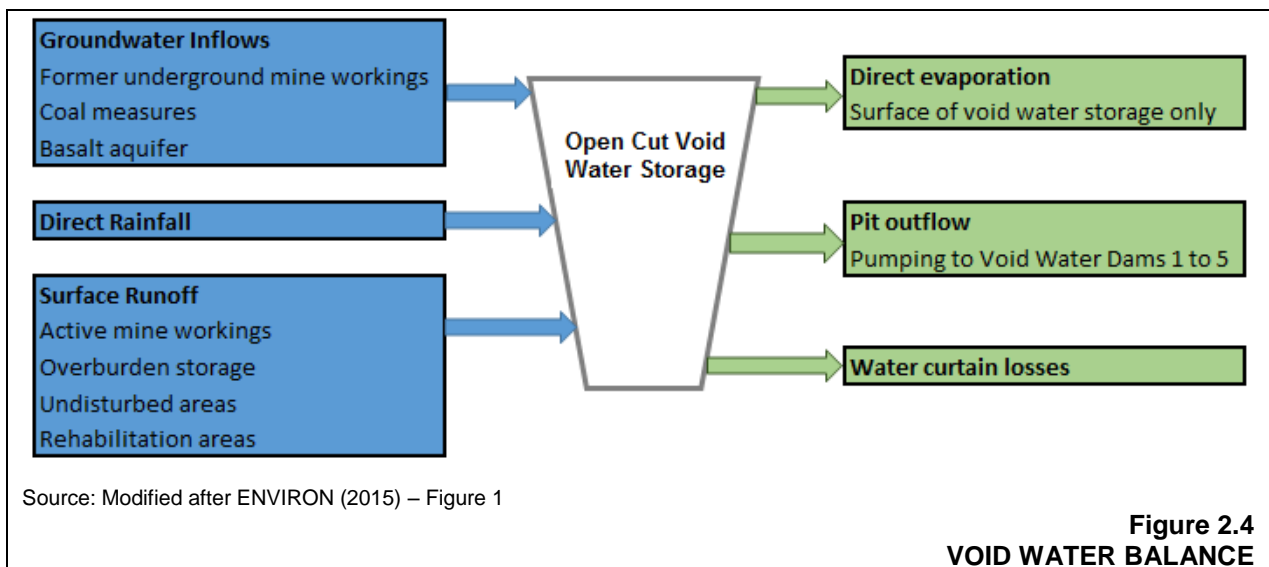 Groundwater Inflows
Former underground mine workings
Coal measures
Basalt aquifer
Direct Rainfall
Surface Runoff
Active mine workings
Overburden storage
Undisturbed areas
Rehabilitation areas
Open Cut Void
Water Storage
Direct evaporation
Surface of void water storage only
Pit outflow
Pumping to Void Water Dams 1 to 5
Water curtain losses
Source: Modified after ENVIRON (2015) – Figure 1
Figure 2.4
VOID WATER BALANCE